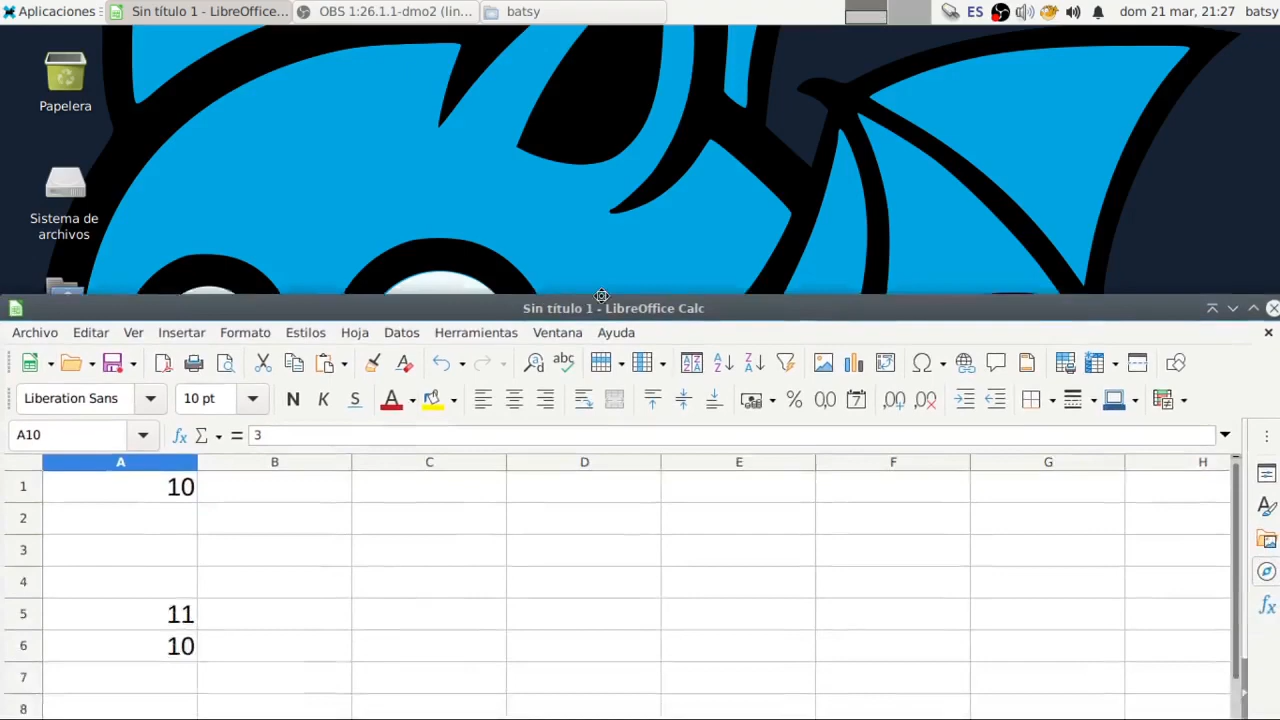 Aplicaciones
Sin título 1 - LibreOffice...
OBS 1:26.1.1-dmo2 (lin...
batsy
ES
dom 21 mar, 21:27
batsy
Papelera
Sistema de
archivos
Sin título 1 - LibreOffice Calc
Archivo Editar Ver Insertar Formato Estilos Hoja Datos Herramientas Ventana Ayuda
abc
Liberation Sans
10 pt
N K S
A10
fx Σ = 3
A B C D E F G H
1 10
2
3
4
5 11
6 10
7
8